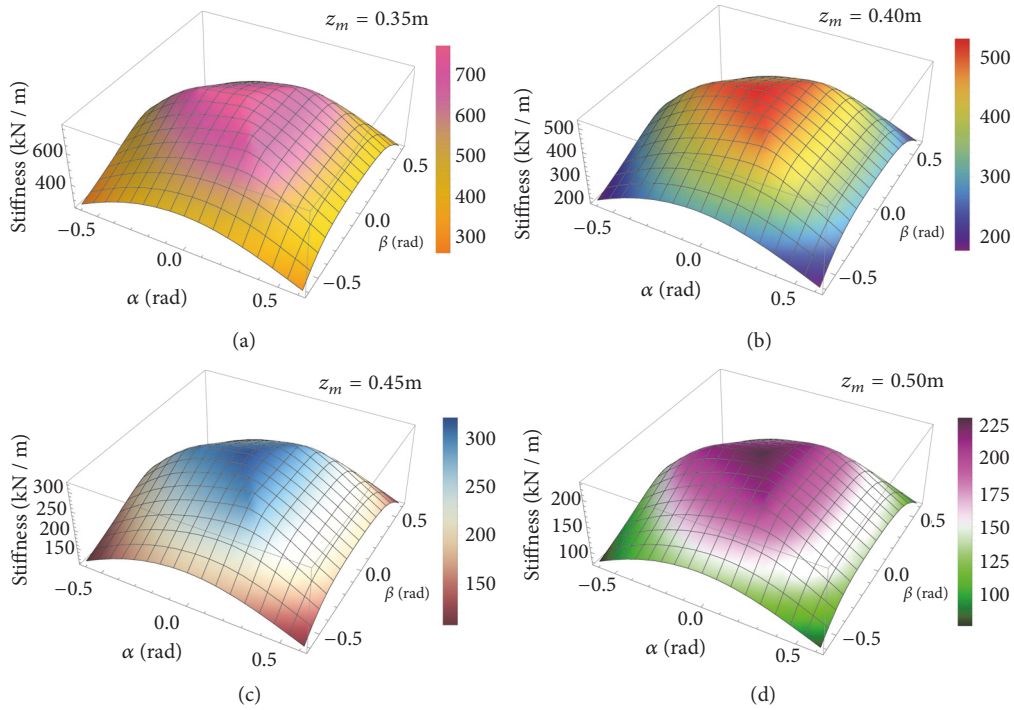 z_m = 0.35m
Stiffness (kN / m)
600
400
−0.5
0.0
0.5
α (rad)
0.5
0.0
−0.5
β (rad)
700
600
500
400
300
(a)
z_m = 0.40m
Stiffness (kN / m)
500
400
300
200
−0.5
0.0
0.5
α (rad)
0.5
0.0
−0.5
β (rad)
500
400
300
200
(b)
z_m = 0.45m
Stiffness (kN / m)
300
250
200
150
−0.5
0.0
0.5
α (rad)
0.5
0.0
−0.5
β (rad)
300
250
200
150
(c)
z_m = 0.50m
Stiffness (kN / m)
200
150
100
−0.5
0.0
0.5
α (rad)
0.5
0.0
−0.5
β (rad)
225
200
175
150
125
100
(d)